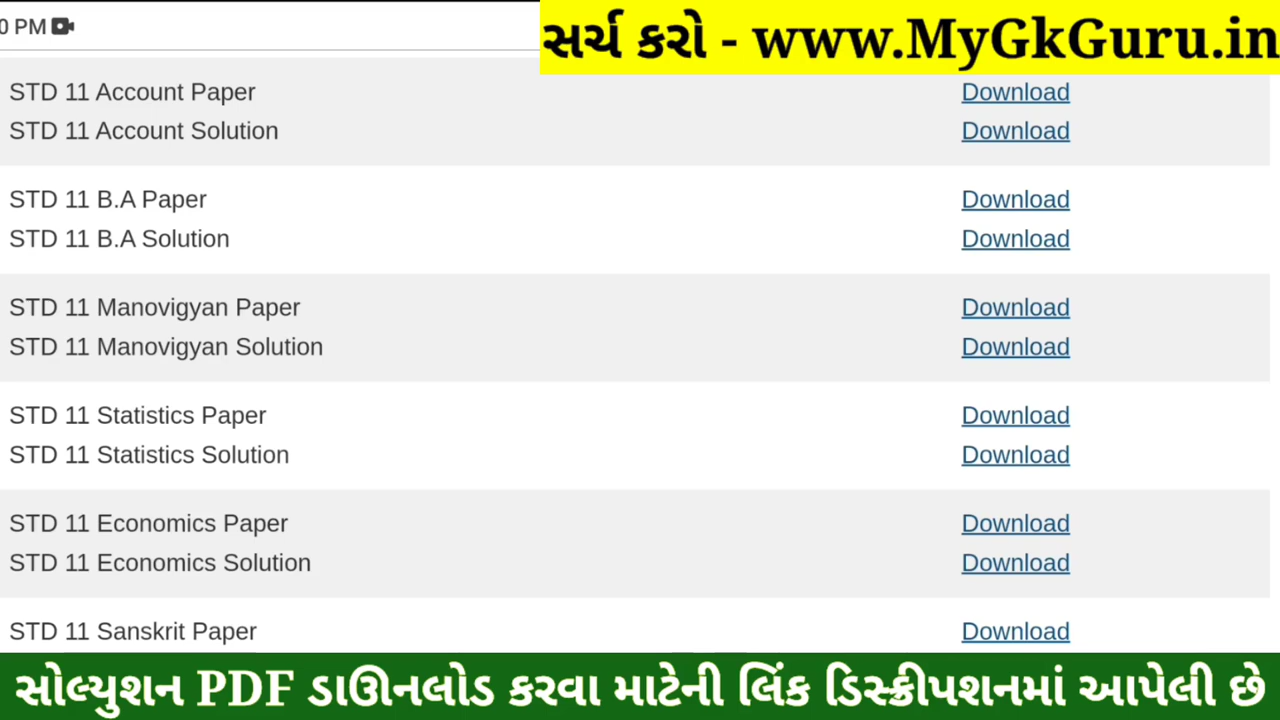 0 PM
સર્ચ કરો - www.MyGkGuru.in
STD 11 Account Paper Download
STD 11 Account Solution Download
STD 11 B.A Paper Download
STD 11 B.A Solution Download
STD 11 Manovigyan Paper Download
STD 11 Manovigyan Solution Download
STD 11 Statistics Paper Download
STD 11 Statistics Solution Download
STD 11 Economics Paper Download
STD 11 Economics Solution Download
STD 11 Sanskrit Paper Download
સોલ્યુશન PDF ડાઊનલોડ કરવા માટેની લિંક ડિસ્ક્રીપશનમાં આપેલી છે